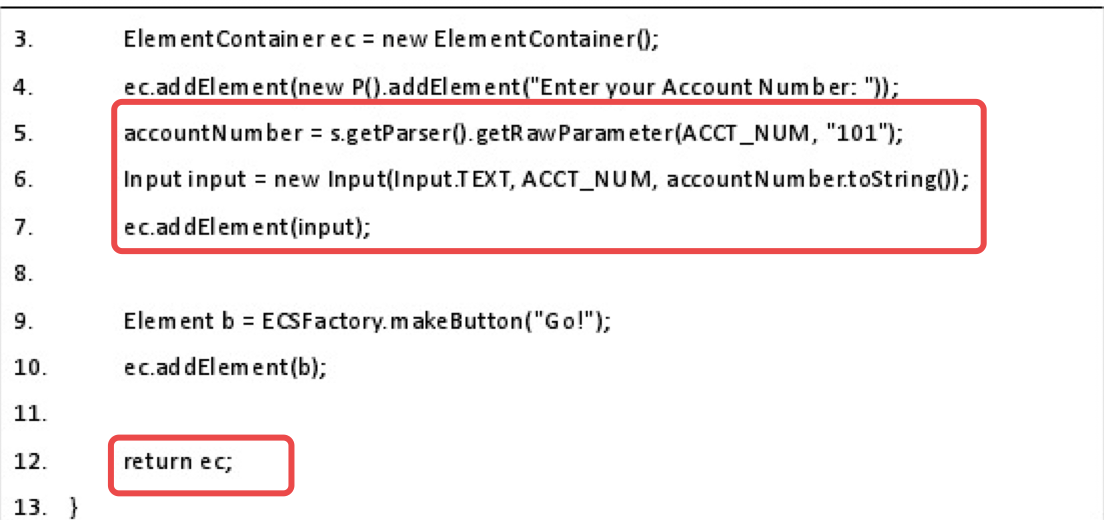 3. ElementContainer ec = new ElementContainer();
4. ec.addElement(new P().addElement("Enter your Account Number: "));
5. accountNumber = s.getParser().getRawParameter(ACCT_NUM, "101");
6. Input input = new Input(Input.TEXT, ACCT_NUM, accountNumber.toString());
7. ec.addElement(input);
8.
9. Element b = ECSFactory.makeButton("Go!");
10. ec.addElement(b);
11.
12. return ec;
13. }